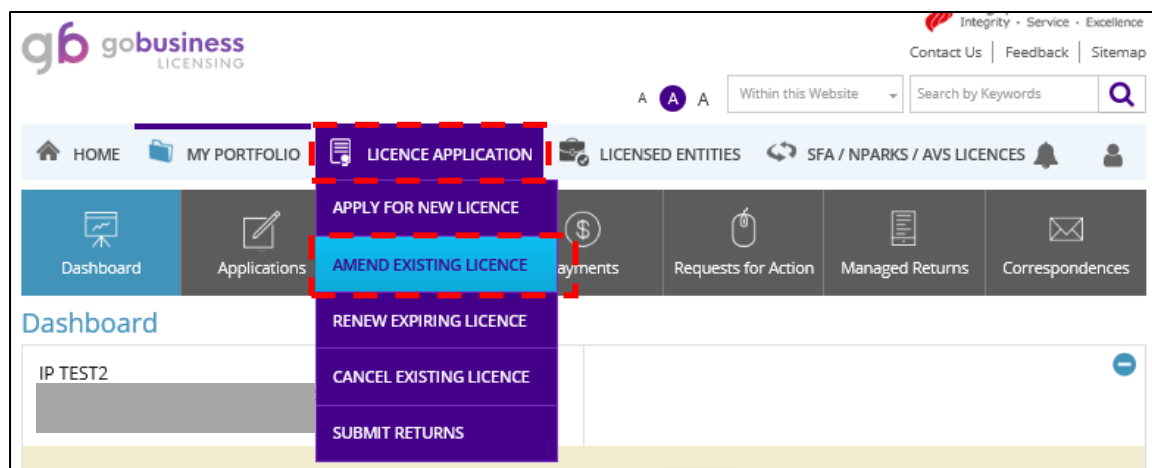 Integrity · Service · Excellence
gb gobusiness
LICENSING
Contact Us | Feedback | Sitemap
A A A
Within this Website
Search by Keywords
HOME
MY PORTFOLIO
LICENCE APPLICATION
LICENSED ENTITIES
SFA / NPARKS / AVS LICENCES
APPLY FOR NEW LICENCE
AMEND EXISTING LICENCE
RENEW EXPIRING LICENCE
CANCEL EXISTING LICENCE
SUBMIT RETURNS
Dashboard
Applications
ayments
Requests for Action
Managed Returns
Correspondences
Dashboard
IP TEST2